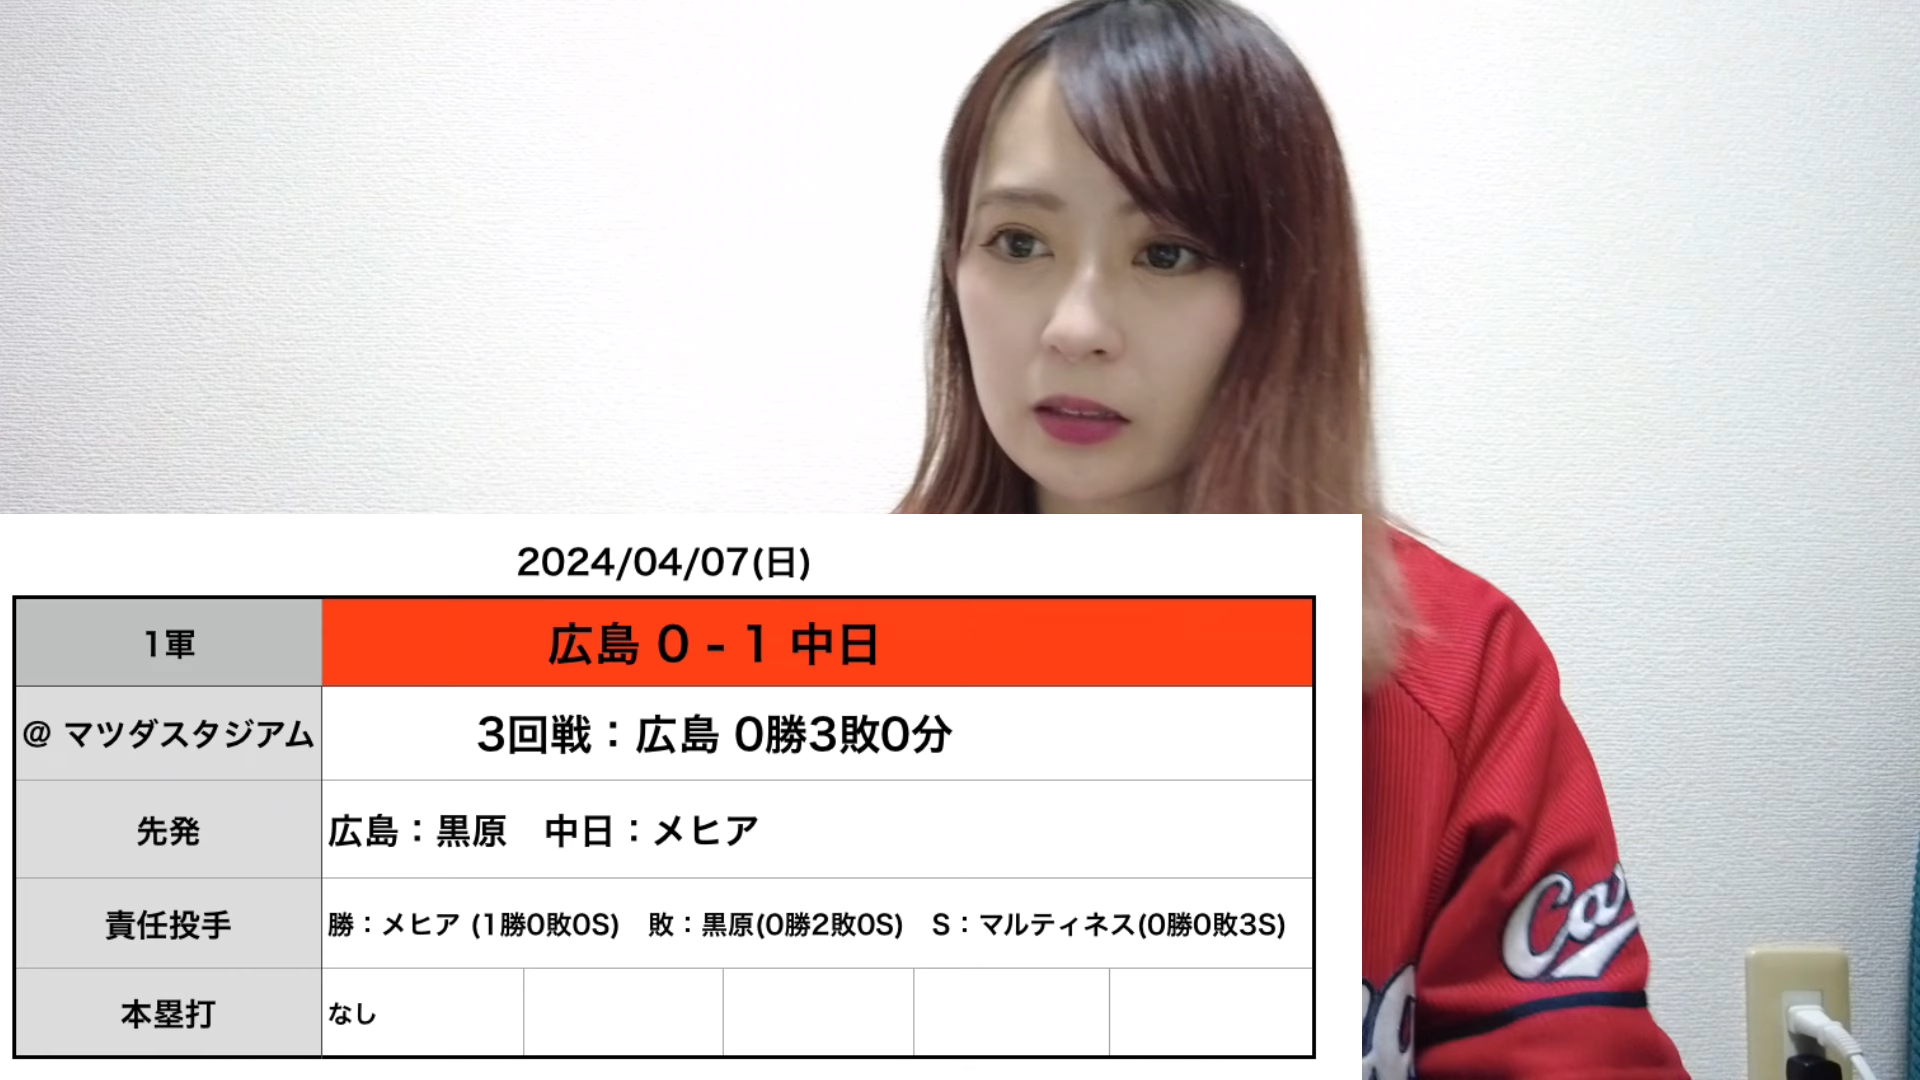 2024/04/07(日)
1軍
広島 0 - 1 中日
@ マツダスタジアム
3回戦：広島 0勝3敗0分
先発
広島：黒原　中日：メヒア
責任投手
勝：メヒア (1勝0敗0S)　敗：黒原(0勝2敗0S)　S：マルティネス(0勝0敗3S)
本塁打
なし